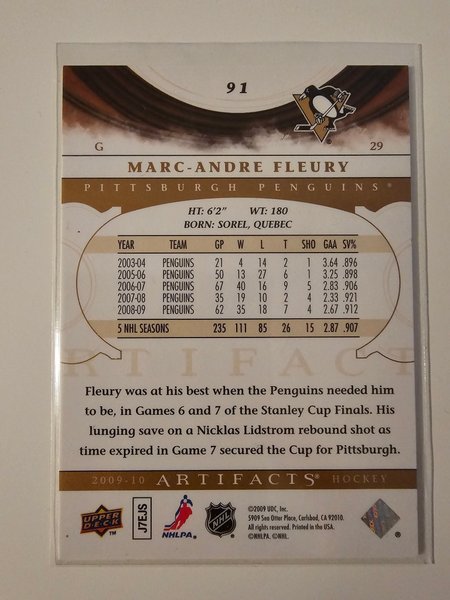 91
G 29
MARC-ANDRE FLEURY
PITTSBURGH PENGUINS®
HT: 6'2" WT: 180
BORN: SOREL, QUEBEC
YEAR TEAM GP W L T SHO GAA SV%
2003-04 PENGUINS 21 4 14 2 1 3.64 .896
2005-06 PENGUINS 50 13 27 6 1 3.25 .898
2006-07 PENGUINS 67 40 16 9 5 2.83 .906
2007-08 PENGUINS 35 19 10 2 4 2.33 .921
2008-09 PENGUINS 62 35 18 7 4 2.67 .912
5 NHL SEASONS 235 111 85 26 15 2.87 .907
ARTIFACT
Fleury was at his best when the Penguins needed him
to be, in Games 6 and 7 of the Stanley Cup Finals. His
lunging save on a Nicklas Lidstrom rebound shot as
time expired in Game 7 secured the Cup for Pittsburgh.
2009-10 ARTIFACTS® HOCKEY
UPPER DECK ™
J7EJS
NHLPA.
NHL
©2009 UDC, Inc.
5909 Sea Otter Place, Carlsbad, CA 92010.
All rights reserved. Printed in the USA.
©NHLPA. ©NHL.
®